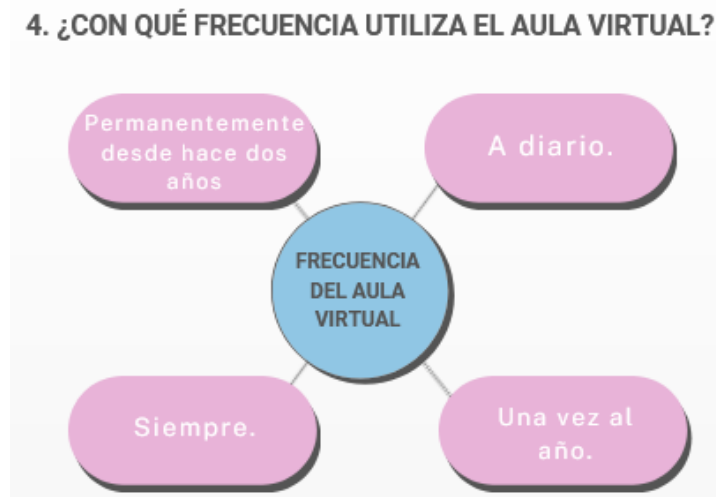 4. ¿CON QUÉ FRECUENCIA UTILIZA EL AULA VIRTUAL?
Permanentemente
desde hace dos
años
A diario.
FRECUENCIA
DEL AULA
VIRTUAL
Siempre.
Una vez al
año.